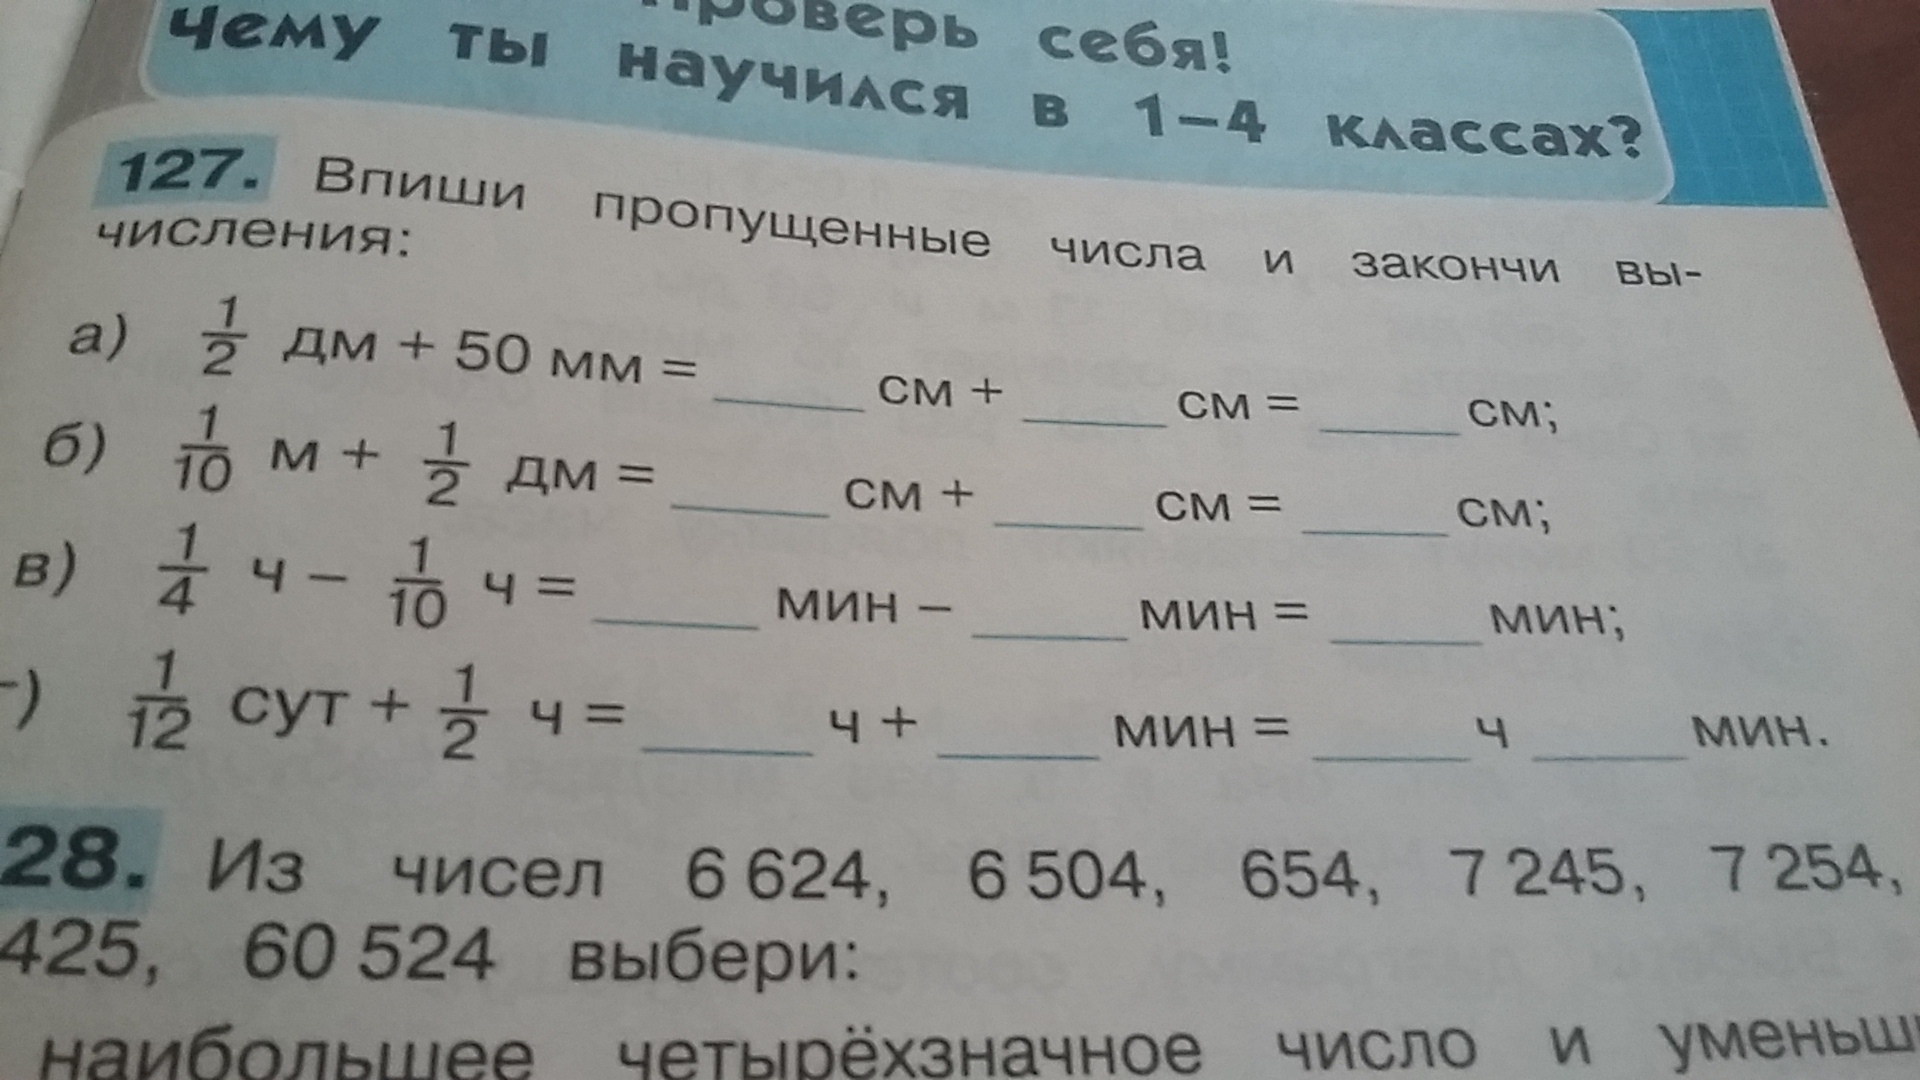 Проверь себя!
Чему ты научился в 1–4 классах?
127. Впиши пропущенные числа и закончи вы-
числения:
а) 1/2 дм + 50 мм = ____ см + ____ см = ____ см;
б) 1/10 м + 1/2 дм = ____ см + ____ см = ____ см;
в) 1/4 ч – 1/10 ч = ____ мин – ____ мин = ____ мин;
г) 1/12 сут + 1/2 ч = ____ ч + ____ мин = ____ ч ____ мин.
28. Из чисел 6 624, 6 504, 654, 7 245, 7 254,
425, 60 524 выбери:
наибольшее четырёхзначное число и уменьши